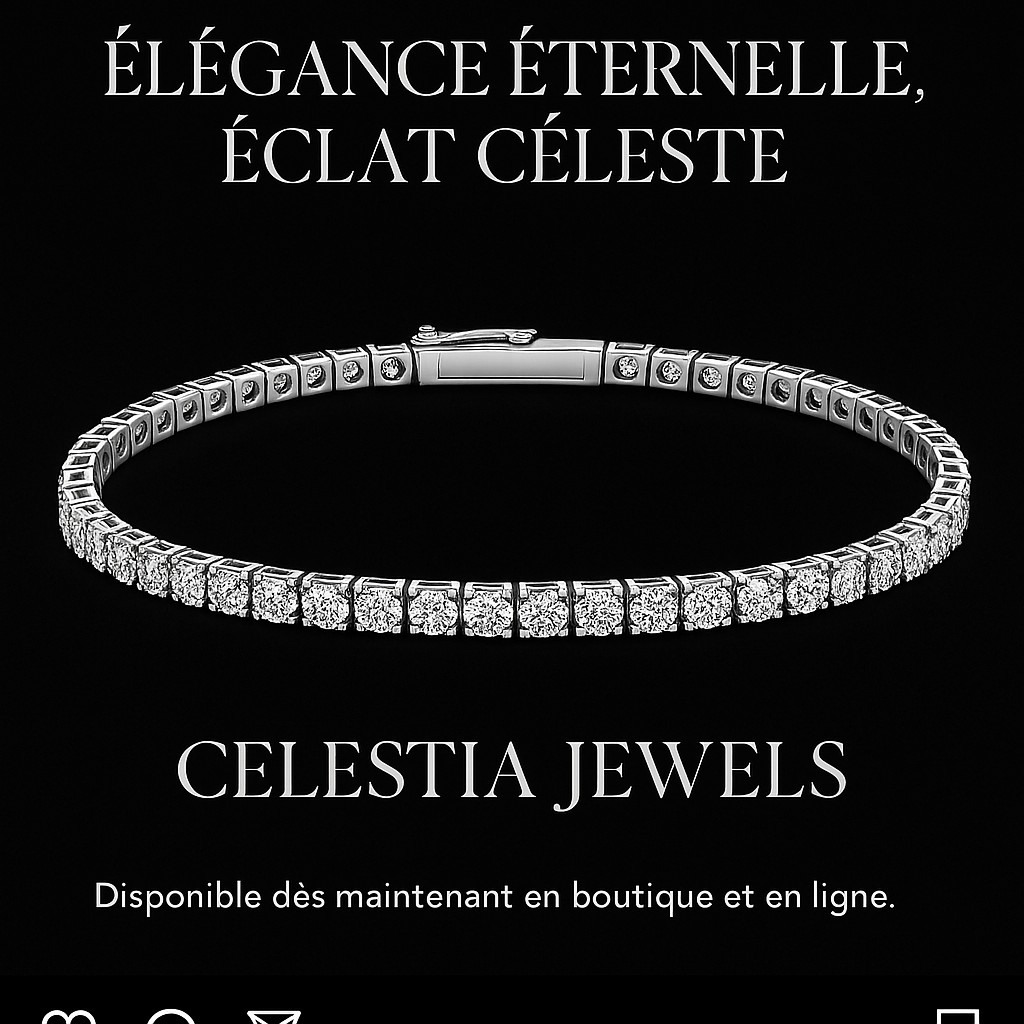 ÉLÉGANCE ÉTERNELLE,
ÉCLAT CÉLESTE
CELESTIA JEWELS
Disponible dès maintenant en boutique et en ligne.